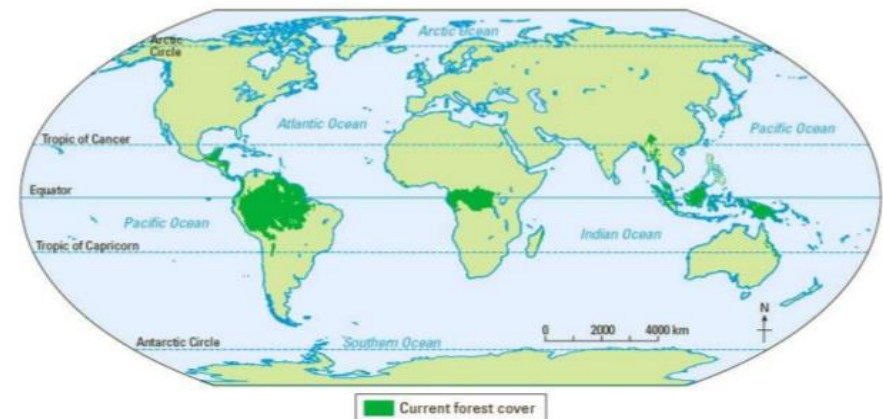 Arctic Ocean
Arctic
Circle
Atlantic Ocean
Pacific Ocean
Tropic of Cancer
Equator
Pacific Ocean
Indian Ocean
Tropic of Capricorn
N
0 2000 4000 km
Antarctic Circle
Southern Ocean
Current forest cover